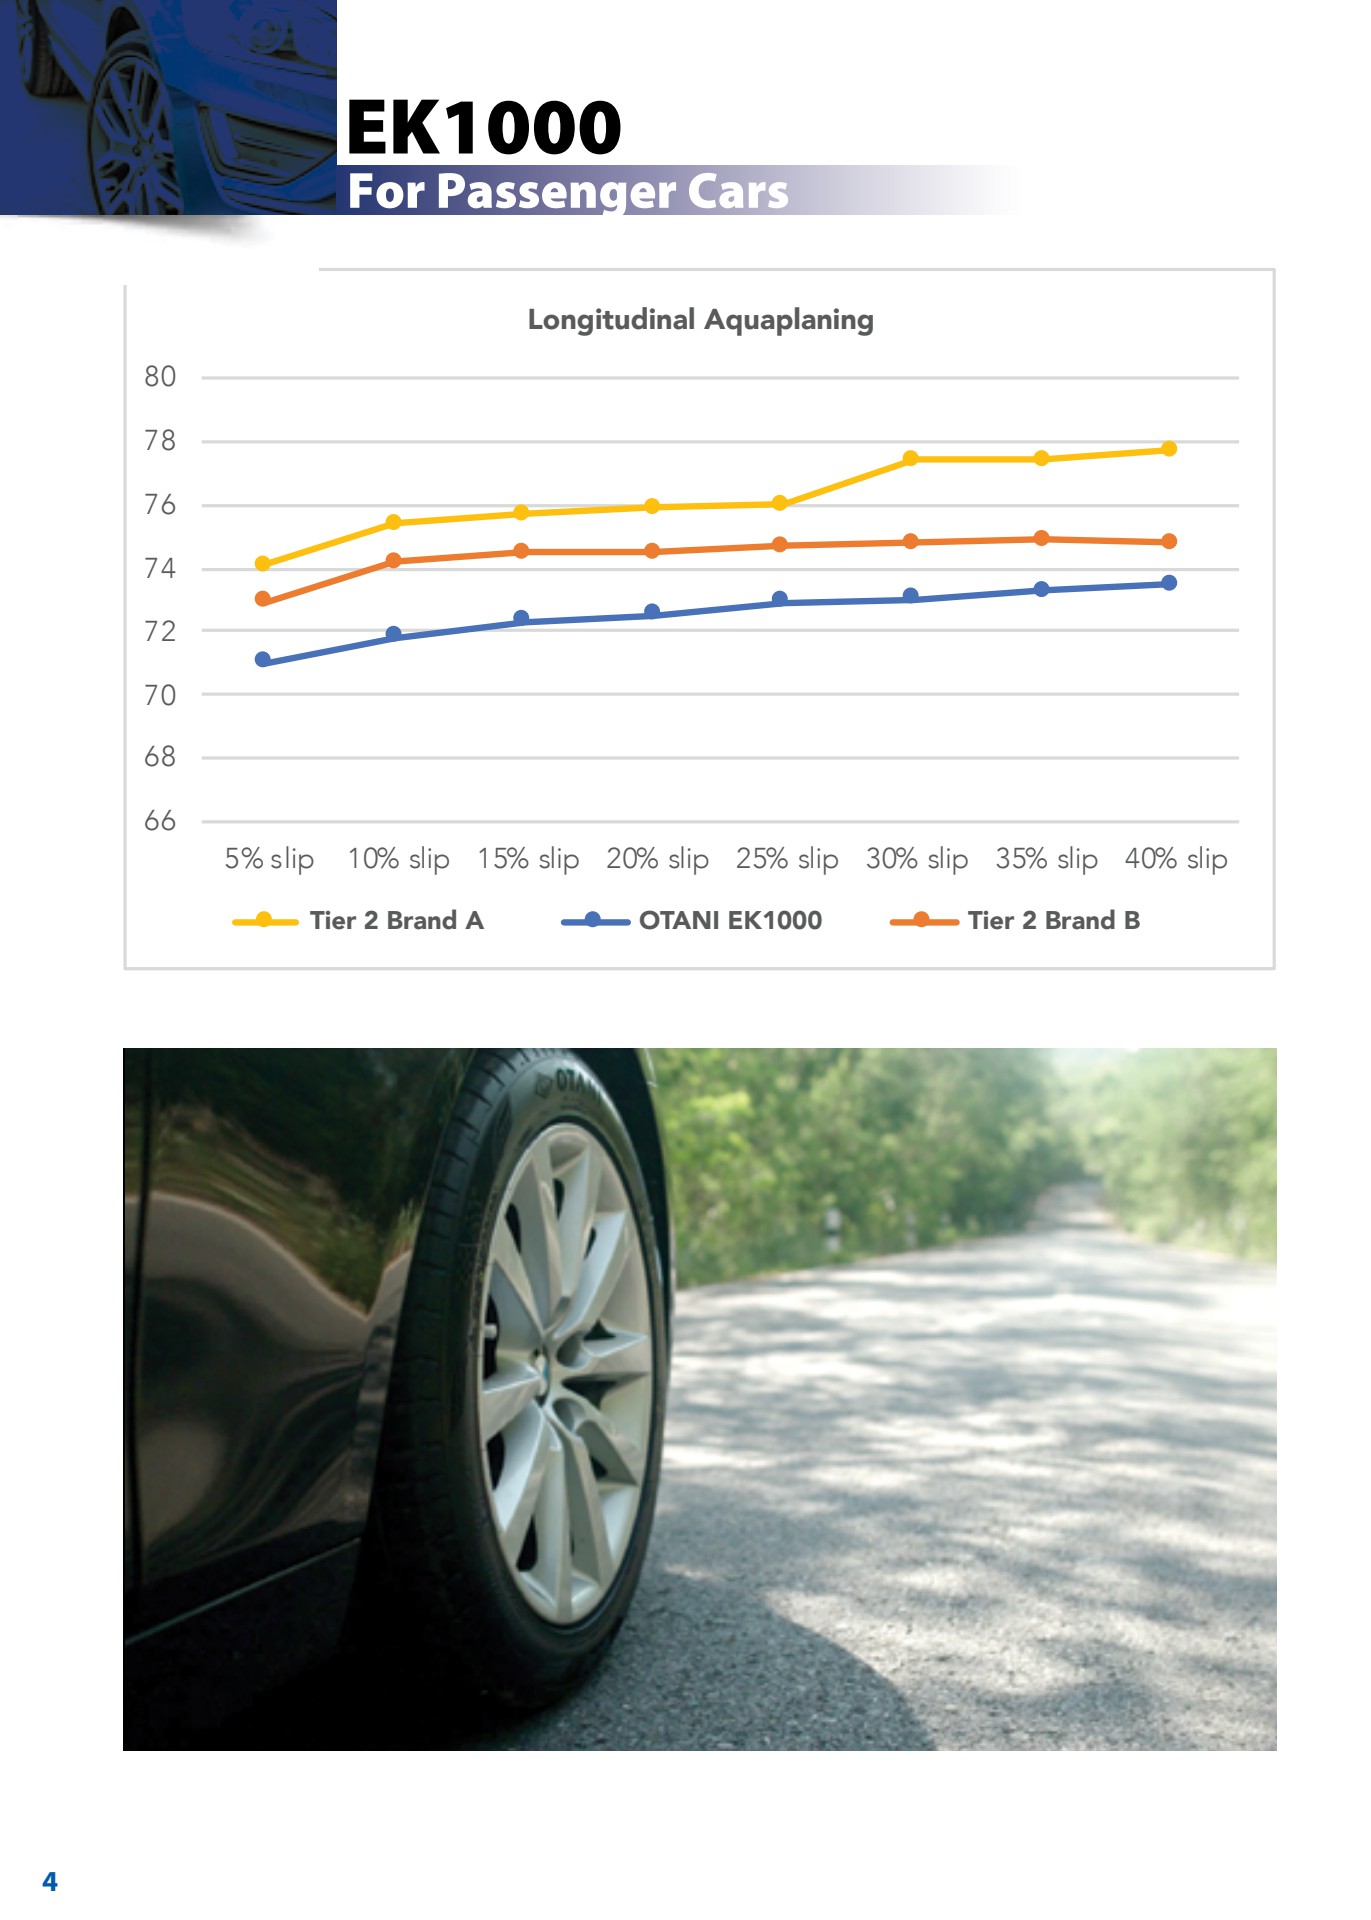 EK1000
For Passenger Cars
Longitudinal Aquaplaning
80
78
76
74
72
70
68
66
5% slip 10% slip 15% slip 20% slip 25% slip 30% slip 35% slip 40% slip
Tier 2 Brand A OTANI EK1000 Tier 2 Brand B
OTANI
4